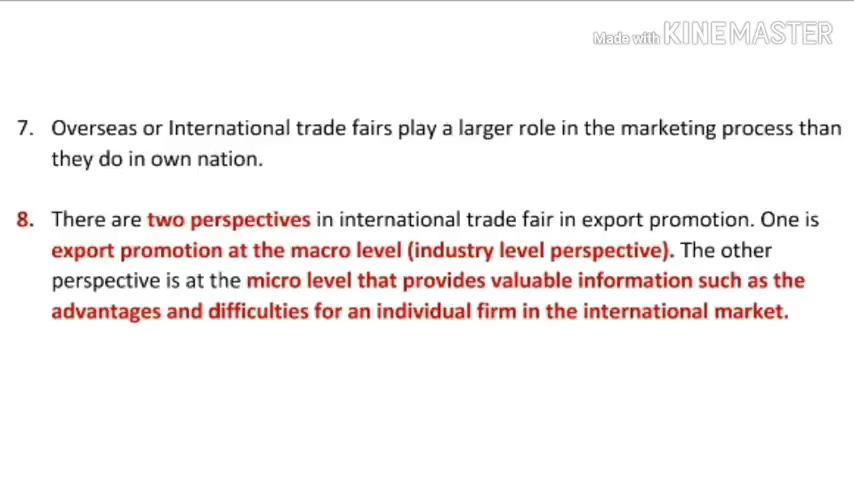 Made with KINEMASTER
7. Overseas or International trade fairs play a larger role in the marketing process than
they do in own nation.
8. There are two perspectives in international trade fair in export promotion. One is
export promotion at the macro level (industry level perspective). The other
perspective is at the micro level that provides valuable information such as the
advantages and difficulties for an individual firm in the international market.